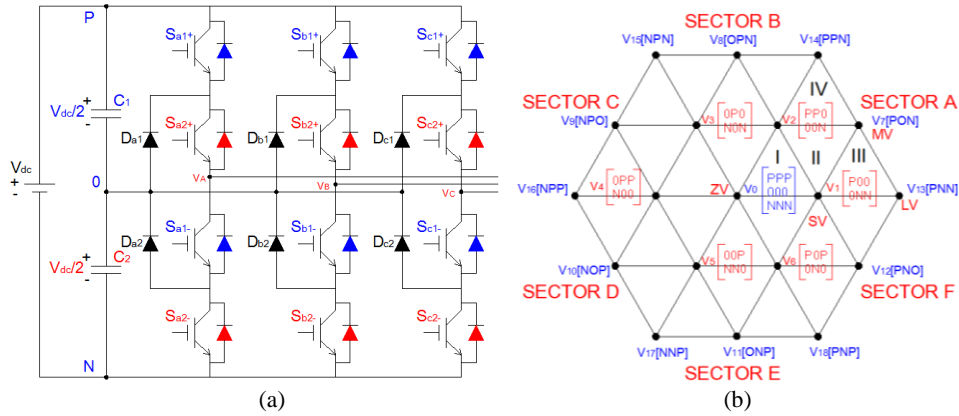 P
Sa1+
Sb1+
Sc1+
+
Vdc/2
-
C1
Da1
Sa2+
Db1
Sb2+
Dc1
Sc2+
Vdc
+
-
0
VA
VB
VC
Da2
Sa1-
Db2
Sb1-
Dc2
Sc1-
+
Vdc/2
-
C2
Sa2-
Sb2-
Sc2-
N
(a)
SECTOR B
V15[NPN]
V8[OPN]
V14[PPN]
IV
SECTOR C
SECTOR A
V9[NPO]
V3
0P0
N0N
V2
PP0
00N
V7[PON]
MV
I
II
III
V16[NPP]
V4
0PP
N00
ZV
V0
PPP
000
NNN
V1
P00
0NN
V13[PNN]
LV
SV
V10[NOP]
V5
00P
NN0
V6
P0P
0N0
V12[PNO]
SECTOR D
SECTOR F
V17[NNP]
V11[ONP]
V18[PNP]
SECTOR E
(b)